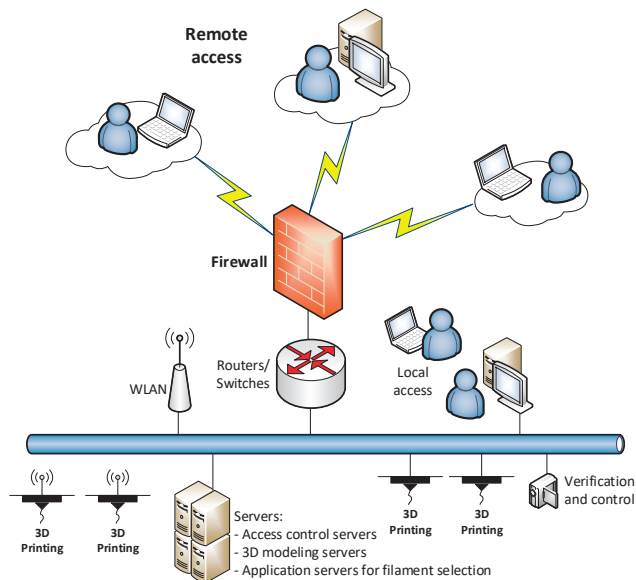 Remote
access
Firewall
Routers/
Switches
WLAN
Local
access
3D
Printing
3D
Printing
Servers:
- Access control servers
- 3D modeling servers
- Application servers for filament selection
3D
Printing
3D
Printing
Verification
and control